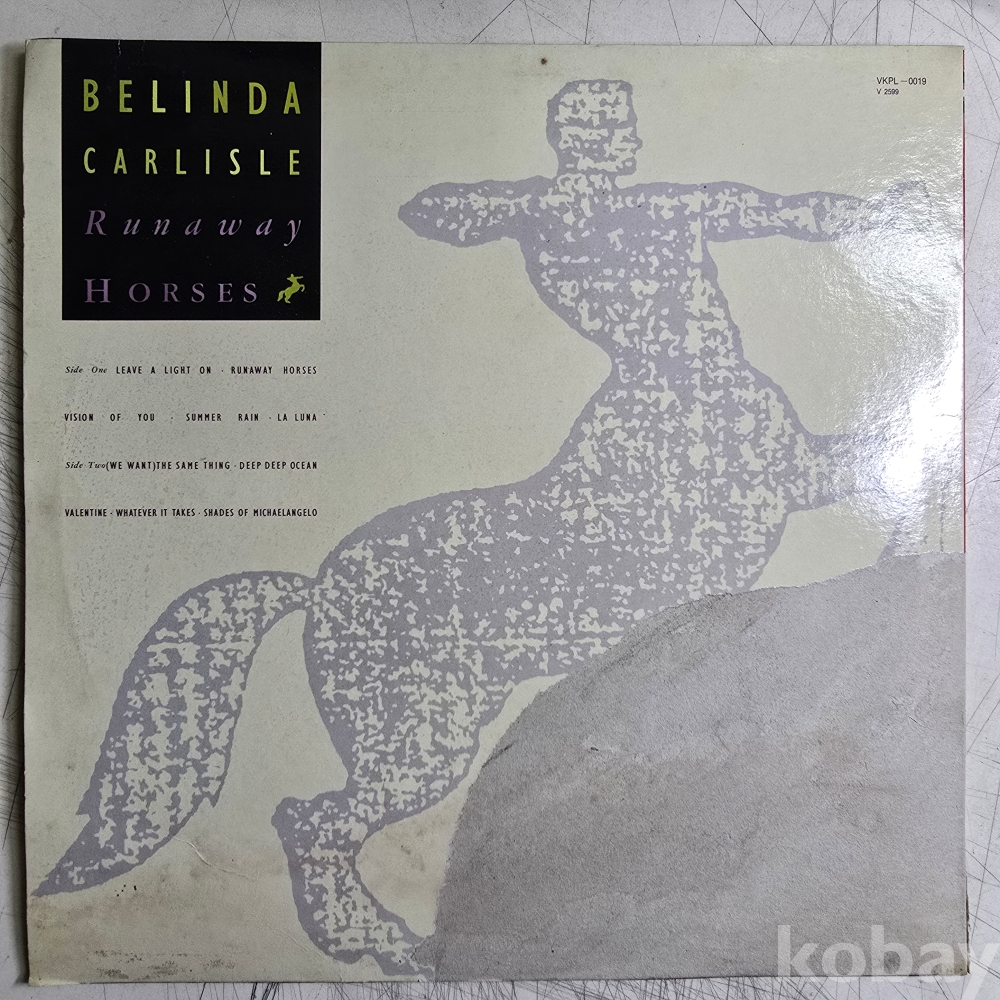 BELINDA
CARLISLE
Runaway
HORSES
VKPL-0019
V 2599
Side One LEAVE A LIGHT ON · RUNAWAY HORSES
VISION OF YOU · SUMMER RAIN · LA LUNA
Side Two (WE WANT)THE SAME THING · DEEP DEEP OCEAN
VALENTINE · WHATEVER IT TAKES · SHADES OF MICHAELANGELO
kobay